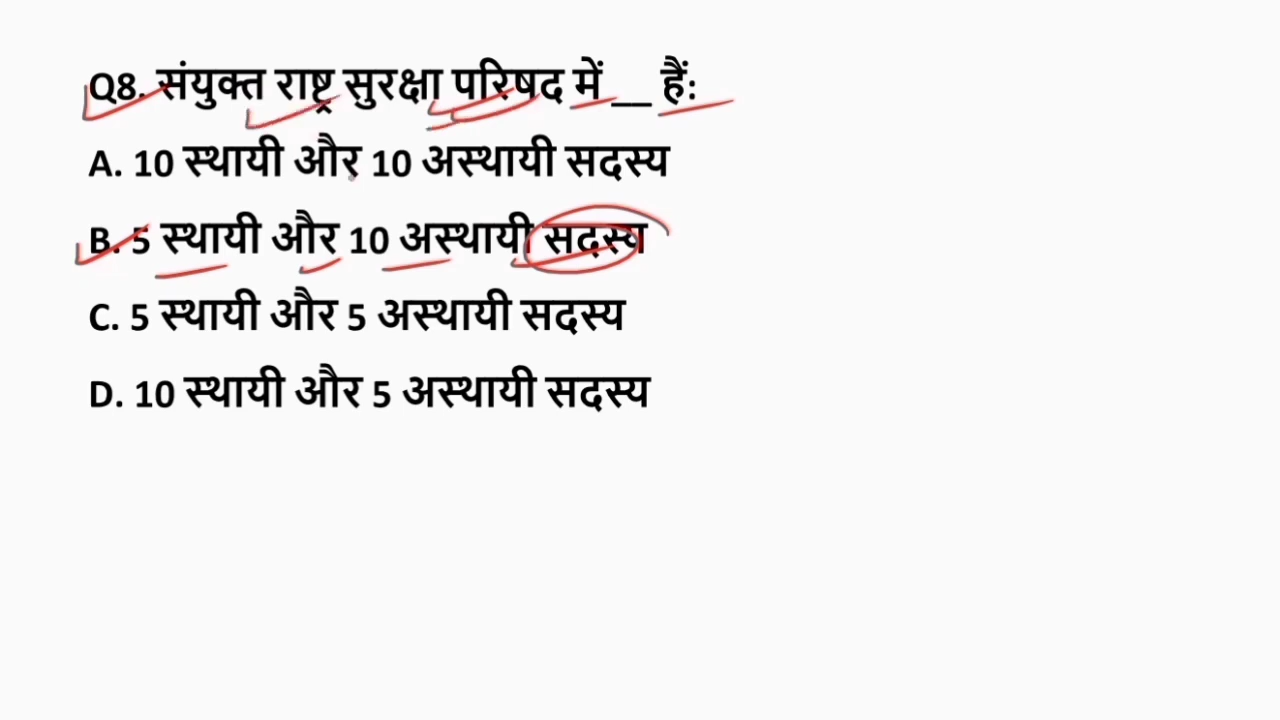 Q8. संयुक्त राष्ट्र सुरक्षा परिषद में __ हैं:
A. 10 स्थायी और 10 अस्थायी सदस्य
B. 5 स्थायी और 10 अस्थायी सदस्य
C. 5 स्थायी और 5 अस्थायी सदस्य
D. 10 स्थायी और 5 अस्थायी सदस्य